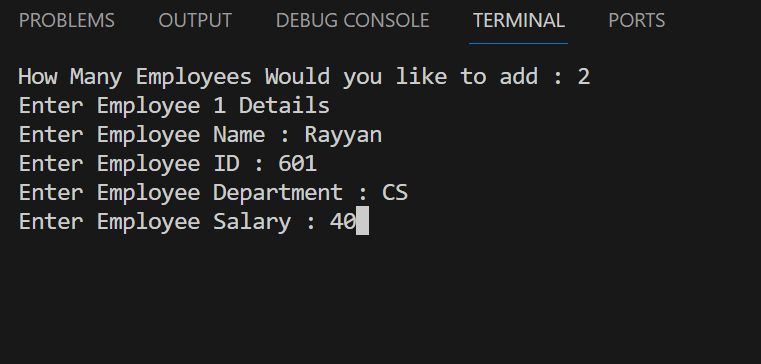 PROBLEMS OUTPUT DEBUG CONSOLE TERMINAL PORTS
How Many Employees Would you like to add : 2
Enter Employee 1 Details
Enter Employee Name : Rayyan
Enter Employee ID : 601
Enter Employee Department : CS
Enter Employee Salary : 40